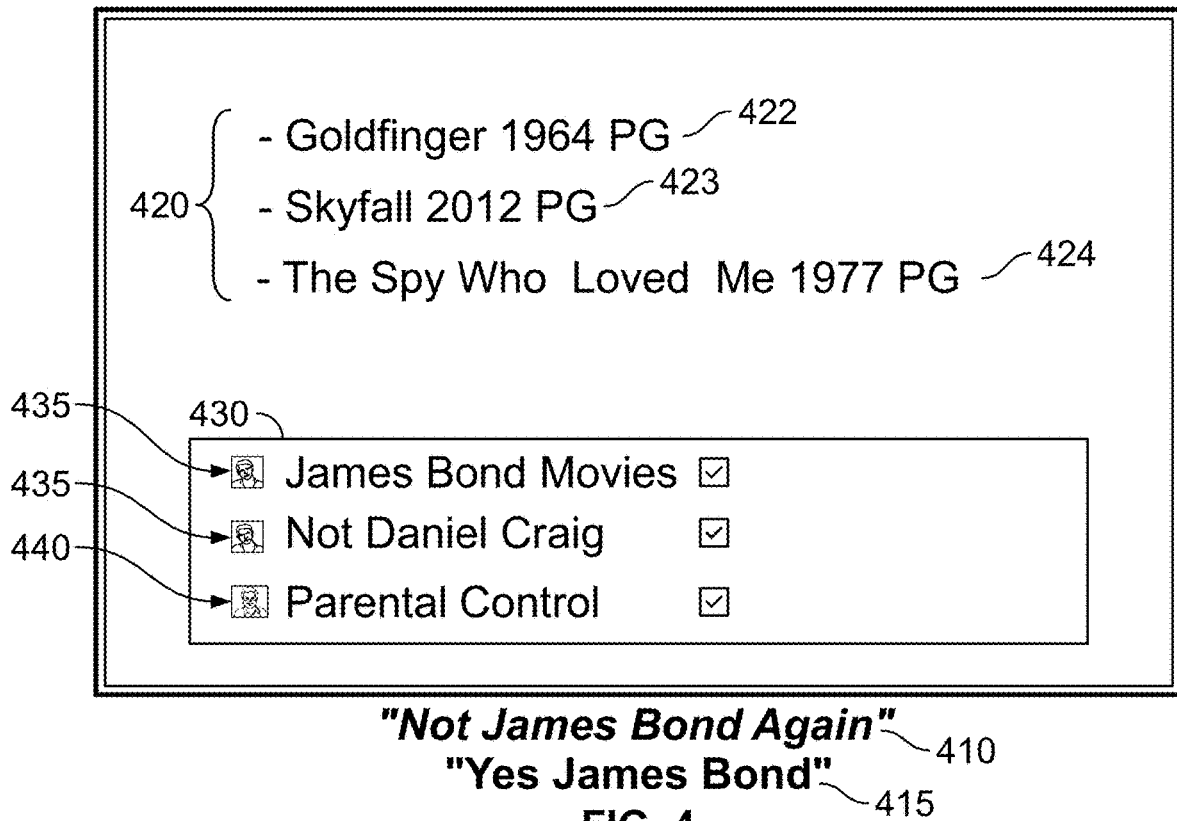 - Goldfinger 1964 PG 422
420 - Skyfall 2012 PG 423
- The Spy Who Loved Me 1977 PG 424
435 430
James Bond Movies
435 Not Daniel Craig
440 Parental Control
"Not James Bond Again" 410
"Yes James Bond" 415
FIG. 4